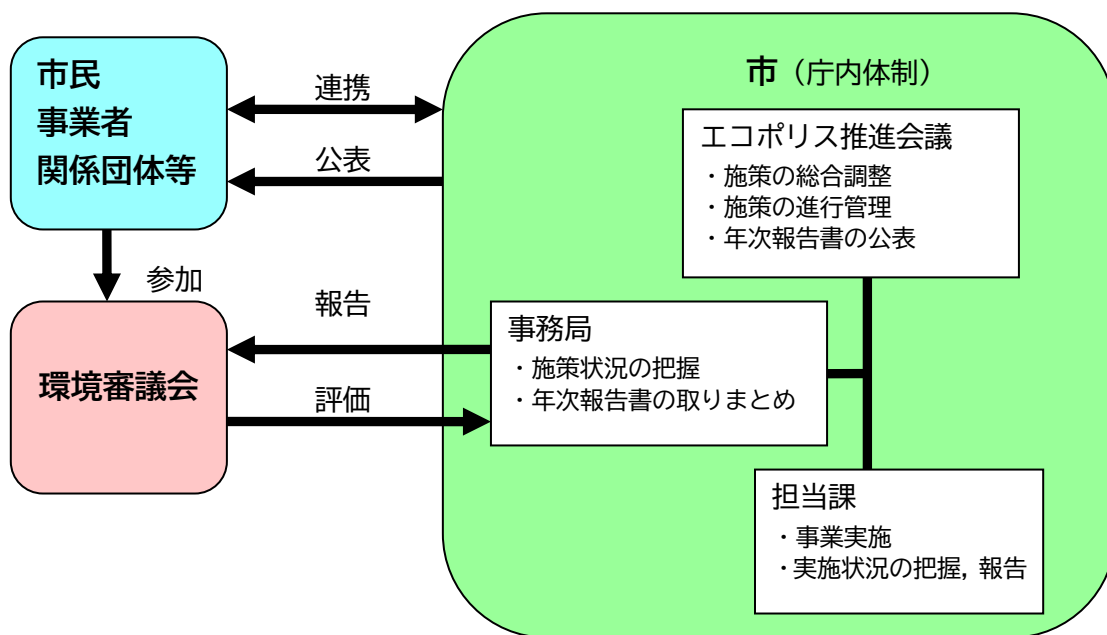 市民
事業者
関係団体等
連携
公表
参加
環境審議会
報告
評価
市（庁内体制）
エコポリス推進会議
・施策の総合調整
・施策の進行管理
・年次報告書の公表
事務局
・施策状況の把握
・年次報告書の取りまとめ
担当課
・事業実施
・実施状況の把握，報告